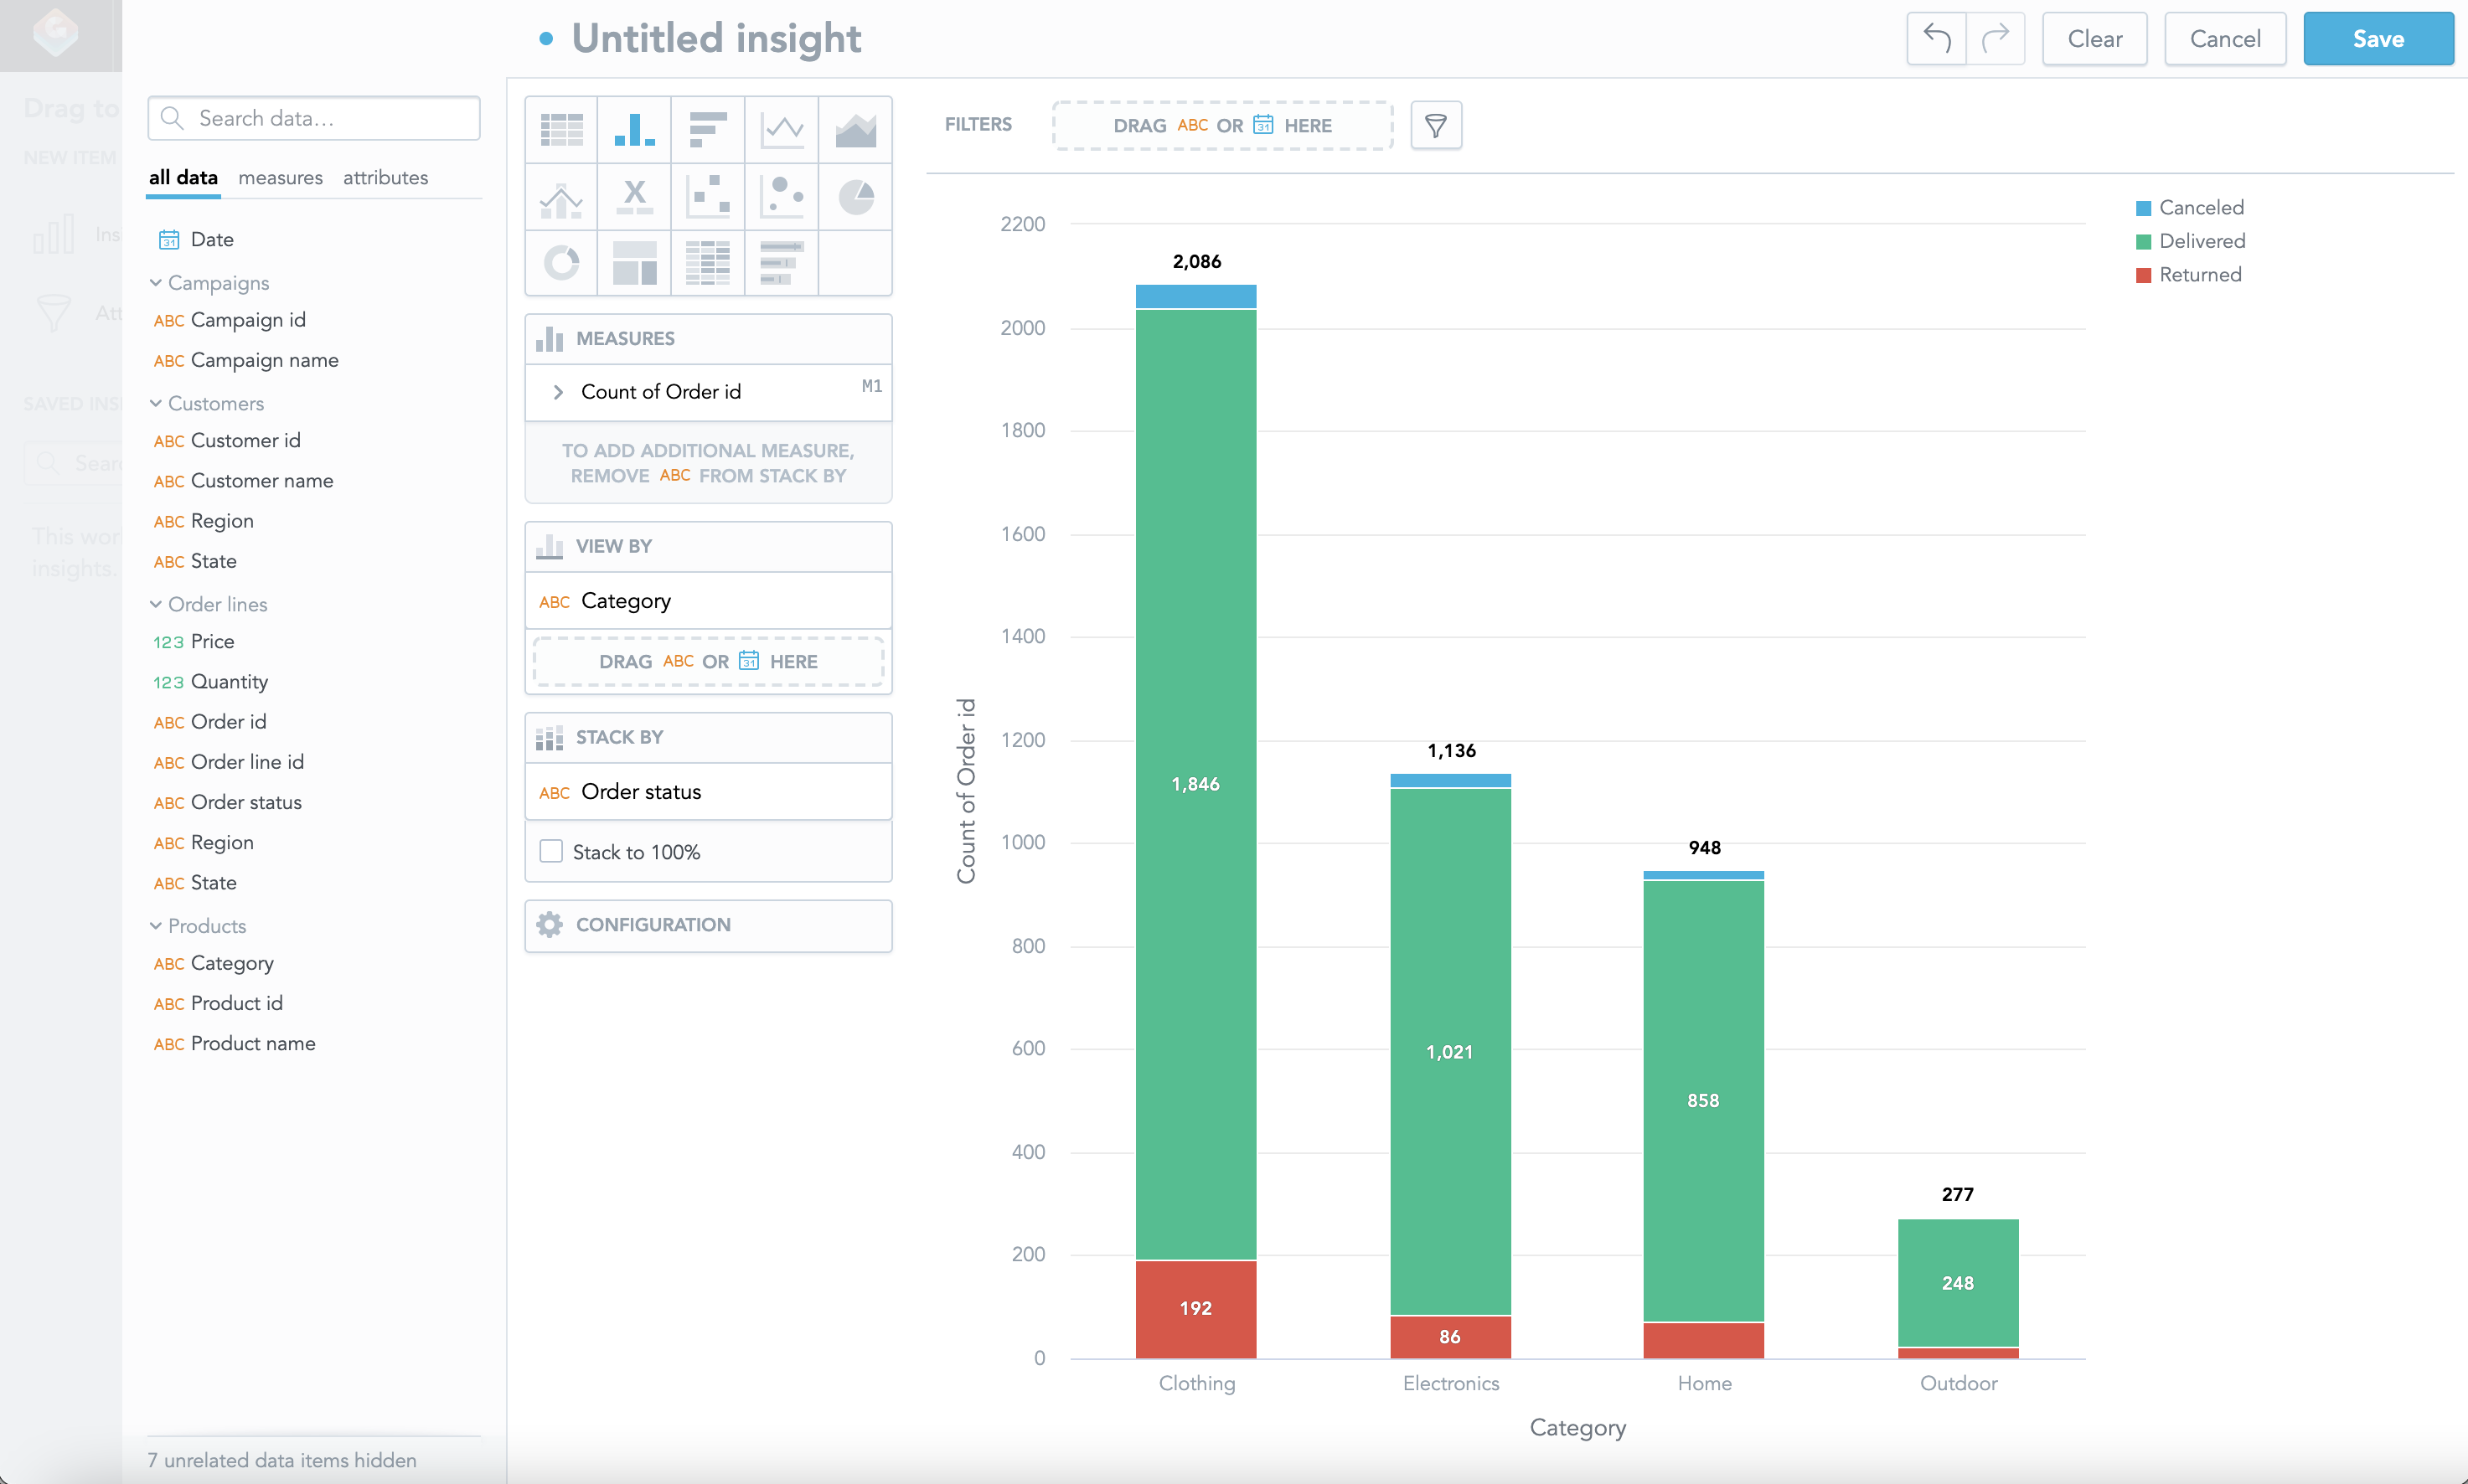 Untitled insight
Clear
Cancel
Save
Drag to
NEW ITEM
Ins
Att
SAVED INS
Sear
This wor
insights.
Search data...
all data
measures
attributes
31 Date
Campaigns
ABC Campaign id
ABC Campaign name
Customers
ABC Customer id
ABC Customer name
ABC Region
ABC State
Order lines
123 Price
123 Quantity
ABC Order id
ABC Order line id
ABC Order status
ABC Region
ABC State
Products
ABC Category
ABC Product id
ABC Product name
7 unrelated data items hidden
X
MEASURES
Count of Order id M1
TO ADD ADDITIONAL MEASURE,
REMOVE ABC FROM STACK BY
VIEW BY
ABC Category
DRAG ABC OR 31 HERE
STACK BY
ABC Order status
Stack to 100%
CONFIGURATION
FILTERS
DRAG ABC OR 31 HERE
Canceled
Delivered
Returned
Count of Order id
2200
2000
1800
1600
1400
1200
1000
800
600
400
200
0
2,086
1,846
192
1,136
1,021
86
948
858
277
248
Clothing
Electronics
Home
Outdoor
Category